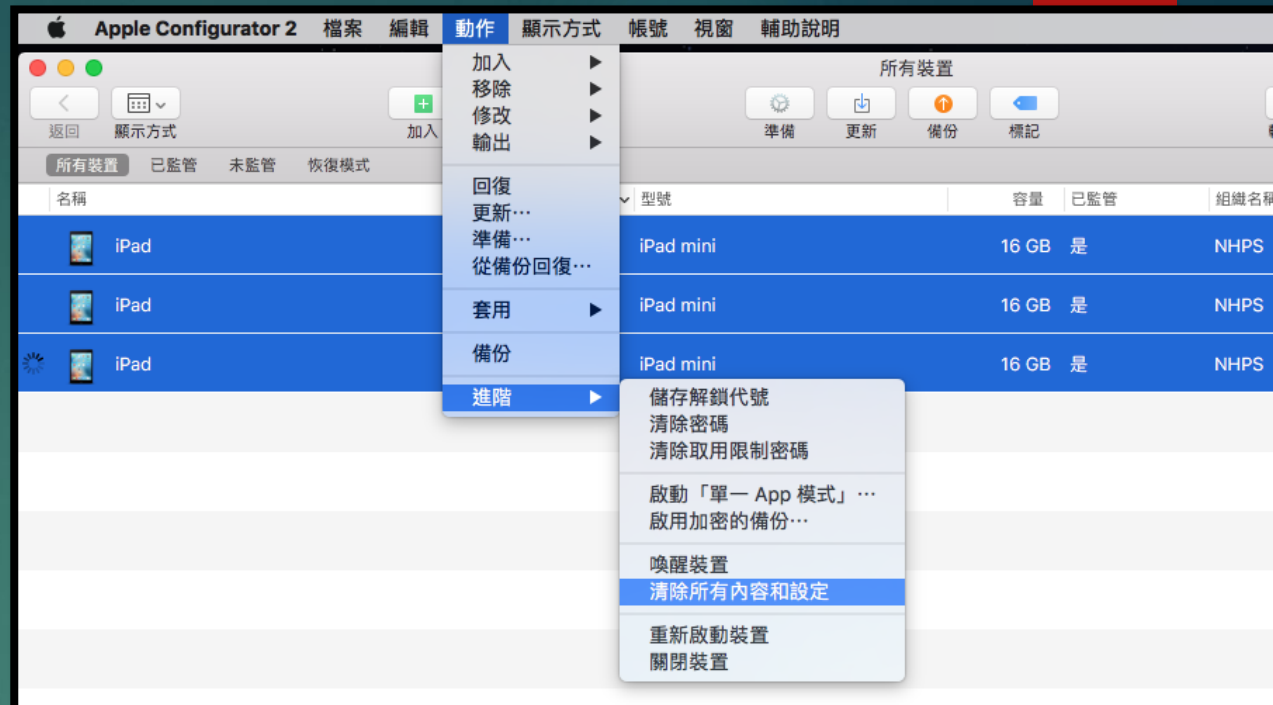 Apple Configurator 2 檔案 編輯 動作 顯示方式 帳號 視窗 輔助說明
所有裝置
返回 顯示方式 加入 準備 更新 備份 標記
所有裝置 已監管 未監管 恢復模式
名稱 型號 容量 已監管 組織名稱
iPad iPad mini 16 GB 是 NHPS
iPad iPad mini 16 GB 是 NHPS
iPad iPad mini 16 GB 是 NHPS
加入
移除
修改
輸出
回復
更新…
準備…
從備份回復…
套用
備份
進階
儲存解鎖代號
清除密碼
清除取用限制密碼
啟動「單一 App 模式」…
啟用加密的備份…
喚醒裝置
清除所有內容和設定
重新啟動裝置
關閉裝置